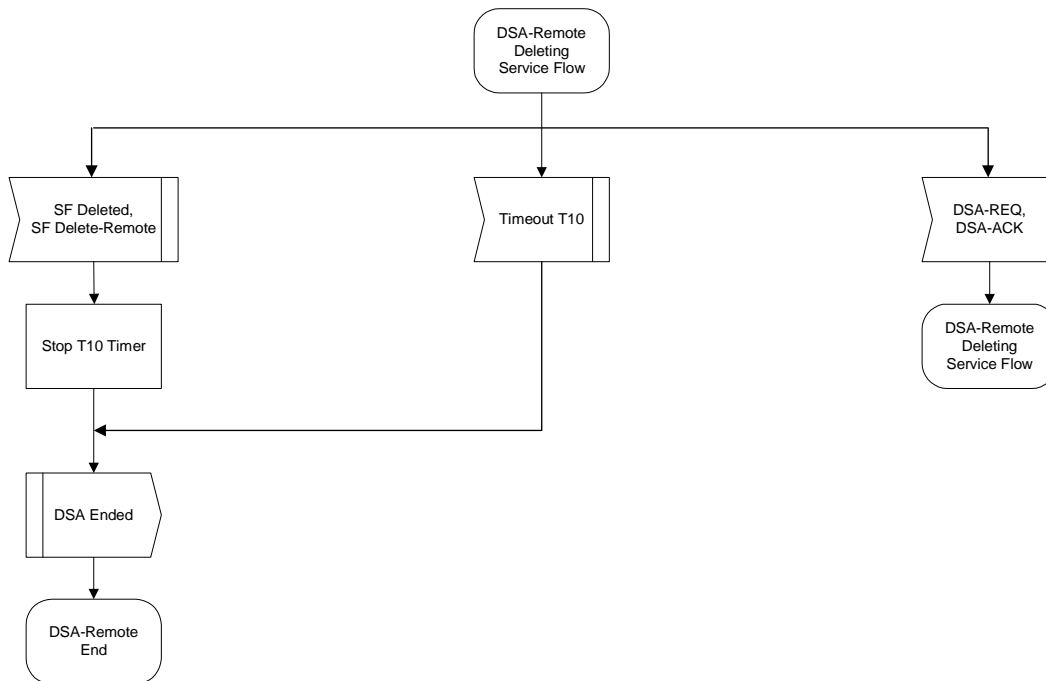 DSA-Remote
Deleting
Service Flow
SF Deleted,
SF Delete-Remote
Timeout T10
DSA-REQ,
DSA-ACK
Stop T10 Timer
DSA-Remote
Deleting
Service Flow
DSA Ended
DSA-Remote
End